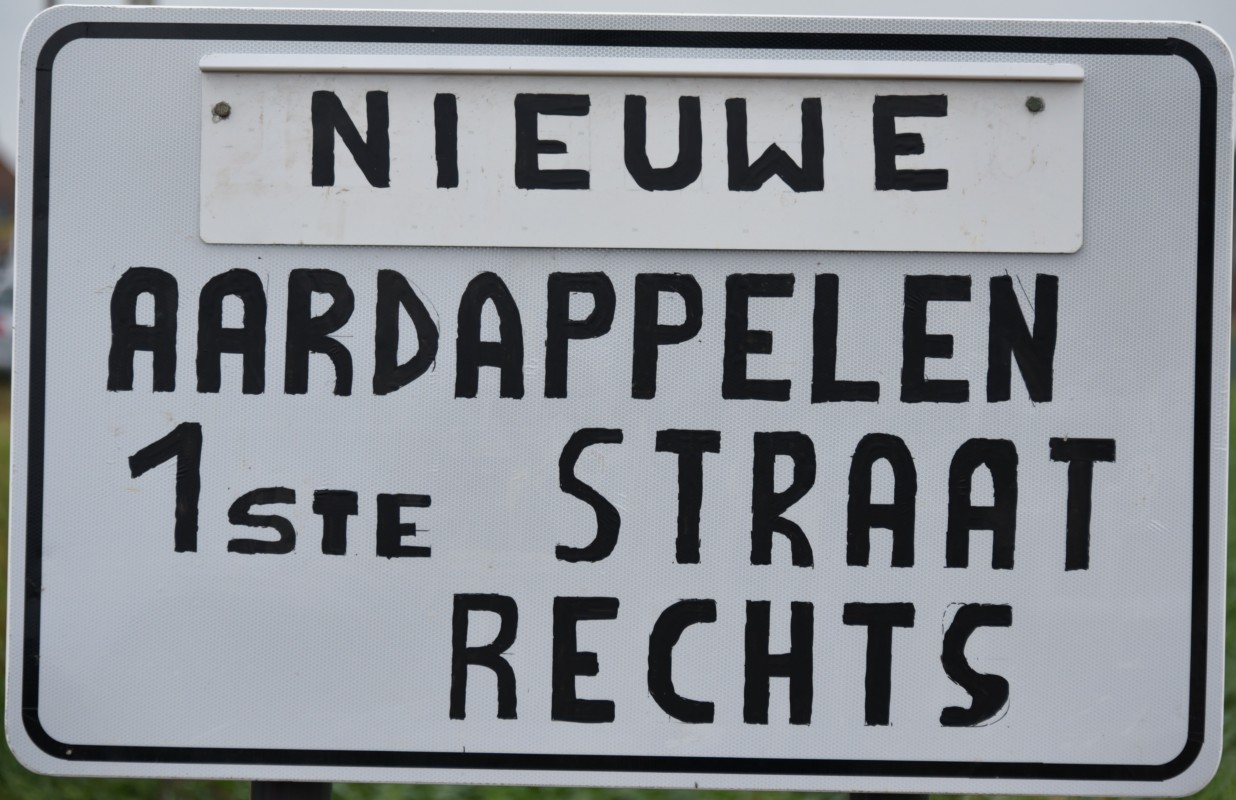 NIEUWE
AARDAPPELEN
1STE STRAAT
RECHTS